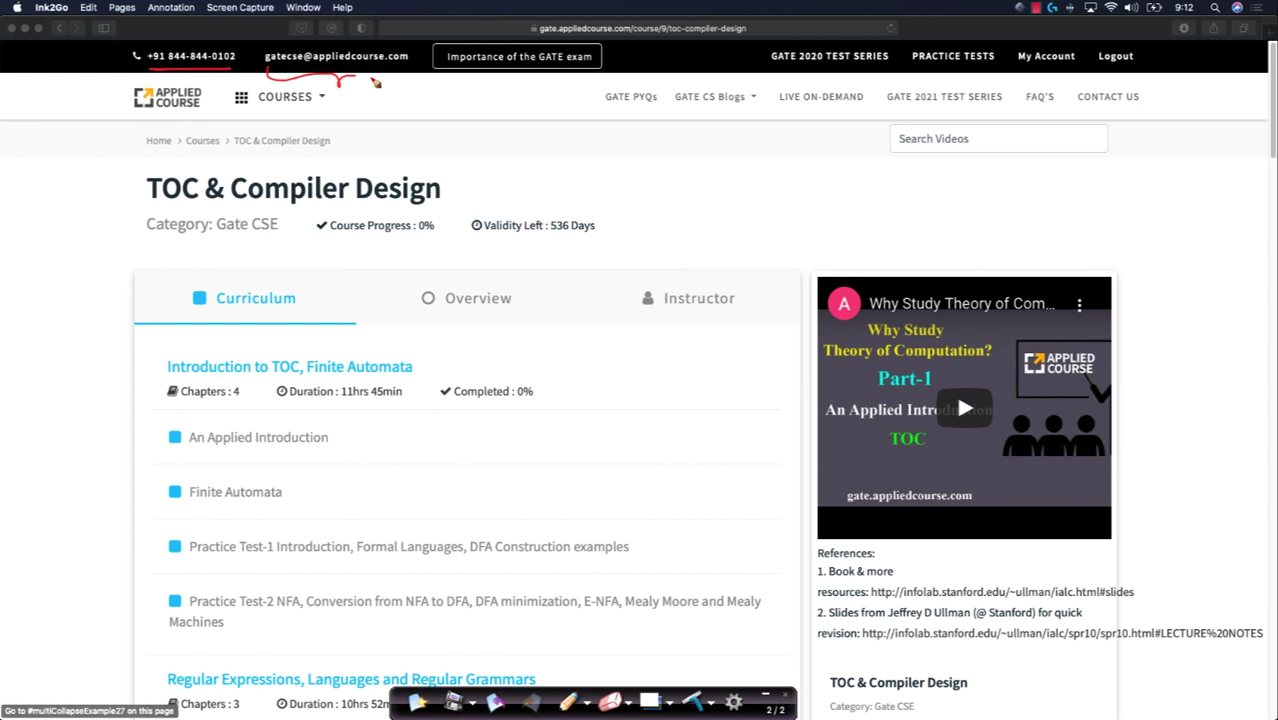 Ink2Go Edit Pages Annotation Screen Capture Window Help 9:12
gate.appliedcourse.com/course/9/toc-compiler-design
+91 844-844-0102 gatecse@appliedcourse.com Importance of the GATE exam GATE 2020 TEST SERIES PRACTICE TESTS My Account Logout
APPLIED COURSE COURSES GATE PYQs GATE CS Blogs LIVE ON-DEMAND GATE 2021 TEST SERIES FAQ'S CONTACT US
Home > Courses > TOC & Compiler Design Search Videos
TOC & Compiler Design
Category: Gate CSE Course Progress : 0% Validity Left : 536 Days
Curriculum Overview Instructor
Introduction to TOC, Finite Automata
Chapters : 4 Duration : 11hrs 45min Completed : 0%
An Applied Introduction
Finite Automata
Practice Test-1 Introduction, Formal Languages, DFA Construction examples
Practice Test-2 NFA, Conversion from NFA to DFA, DFA minimization, E-NFA, Mealy Moore and Mealy
Machines
Regular Expressions, Languages and Regular Grammars
Chapters : 3 Duration : 10hrs 52m
A Why Study Theory of Com...
Why Study
Theory of Computation?
Part-1
An Applied Introduction
TOC
APPLIED
COURSE
gate.appliedcourse.com
References:
1. Book & more
resources: http://infolab.stanford.edu/~ullman/ialc.html#slides
2. Slides from Jeffrey D Ullman (@ Stanford) for quick
revision: http://infolab.stanford.edu/~ullman/ialc/spr10/spr10.html#LECTURE%20NOTES
TOC & Compiler Design
Category: Gate CSE
Go to #multiCollapseExample27 on this page
2 / 2